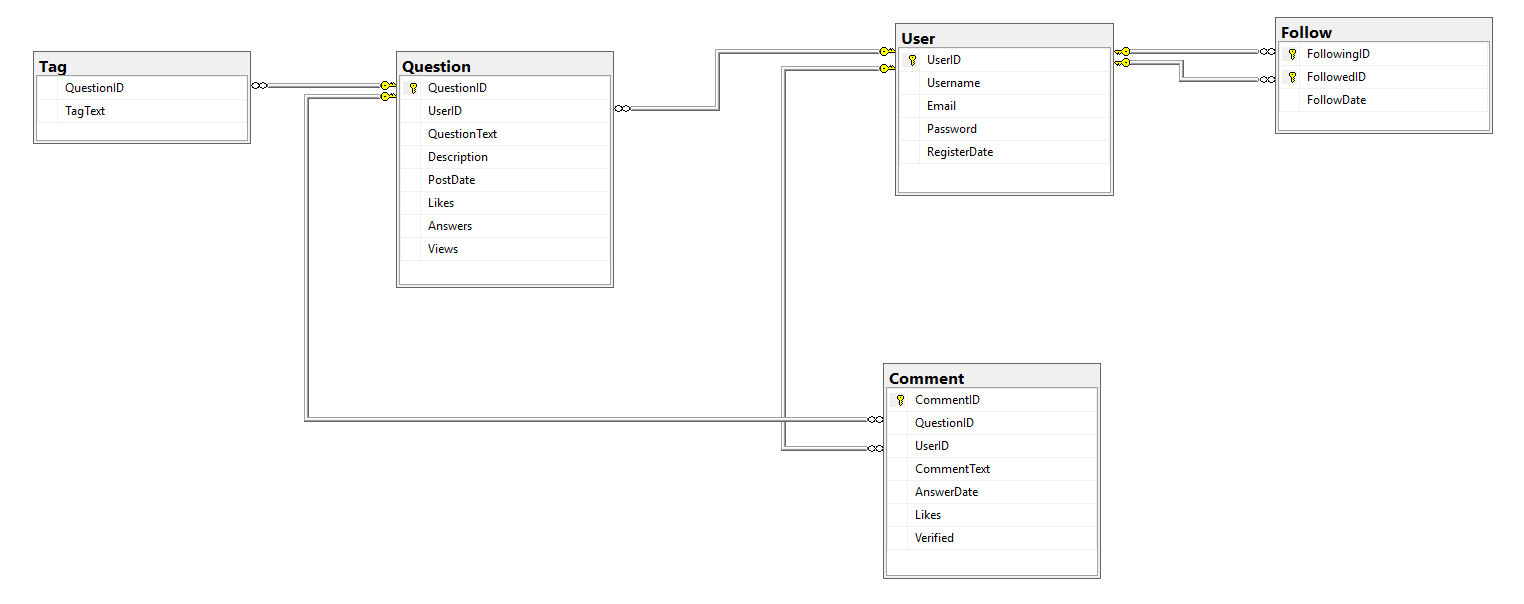 Tag
QuestionID
TagText
Question
QuestionID
UserID
QuestionText
Description
PostDate
Likes
Answers
Views
User
UserID
Username
Email
Password
RegisterDate
Follow
FollowingID
FollowedID
FollowDate
Comment
CommentID
QuestionID
UserID
CommentText
AnswerDate
Likes
Verified